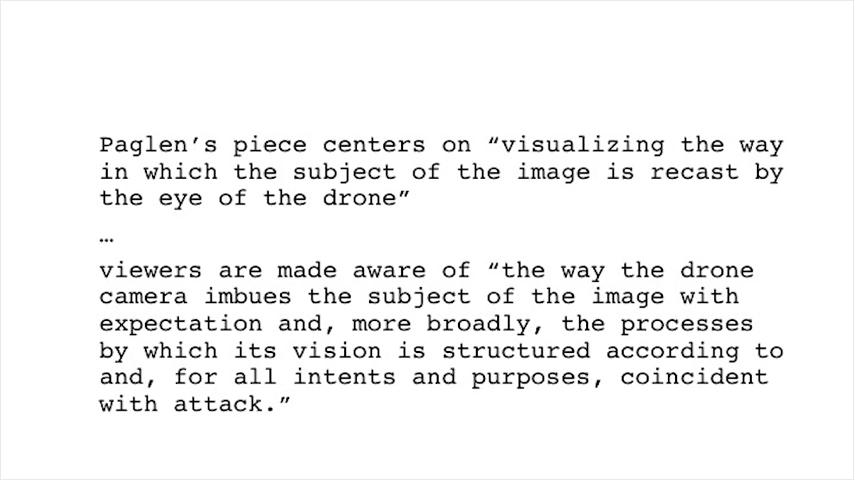 Paglen’s piece centers on “visualizing the way
in which the subject of the image is recast by
the eye of the drone”
…
viewers are made aware of “the way the drone
camera imbues the subject of the image with
expectation and, more broadly, the processes
by which its vision is structured according to
and, for all intents and purposes, coincident
with attack.”